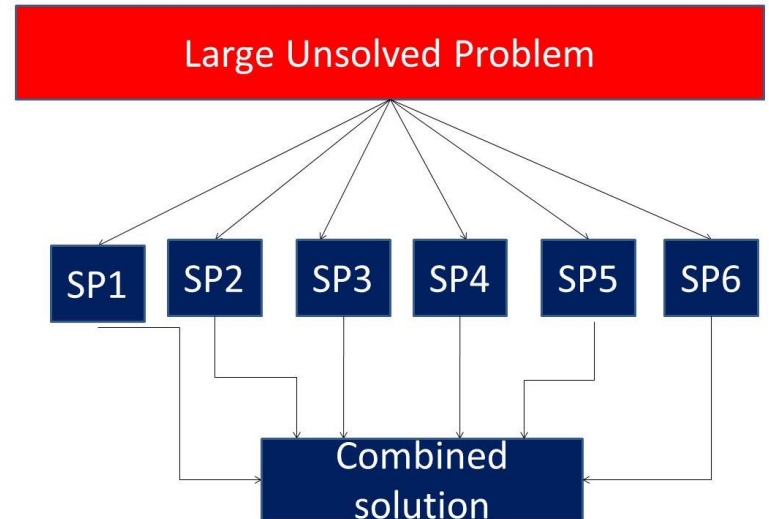 Large Unsolved Problem
SP1
SP2
SP3
SP4
SP5
SP6
Combined
solution